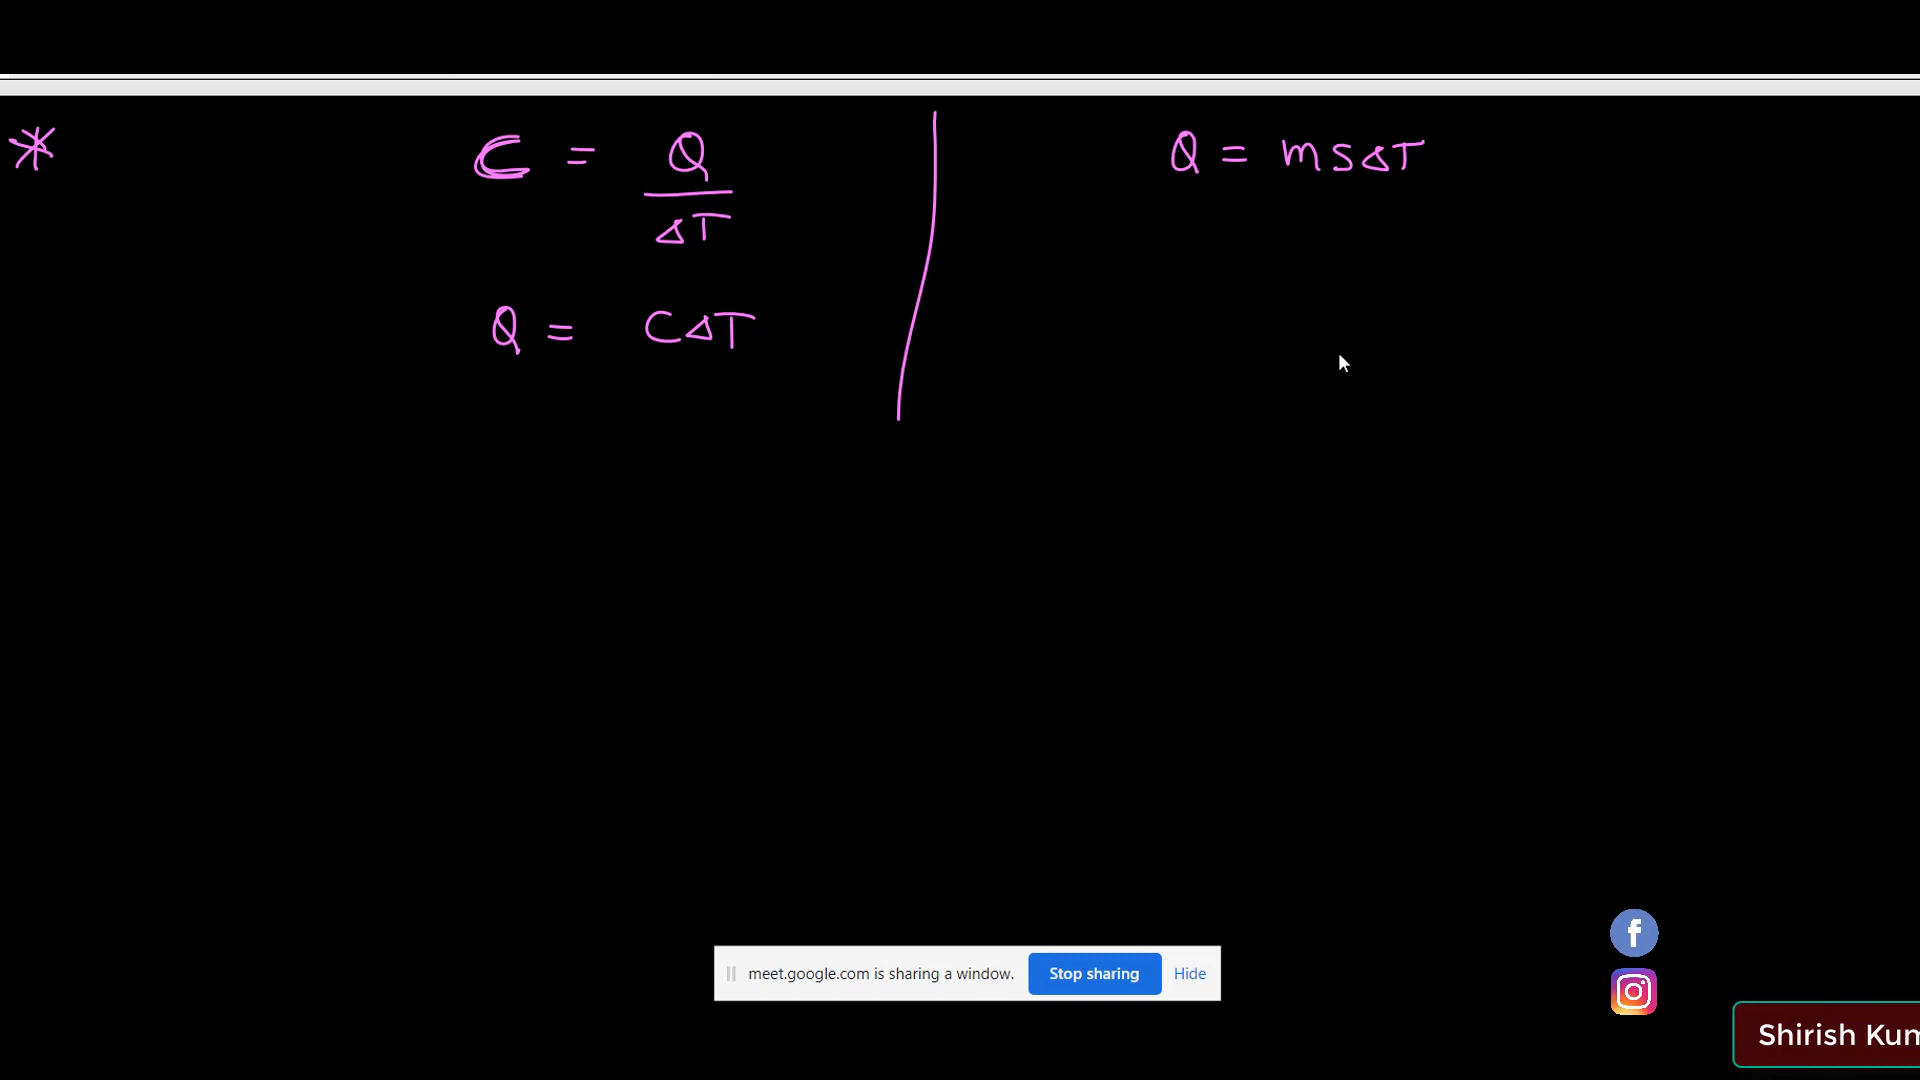 * C = Q / ΔT
Q = CΔT
Q = msΔT
meet.google.com is sharing a window. Stop sharing Hide
f
Shirish Kum